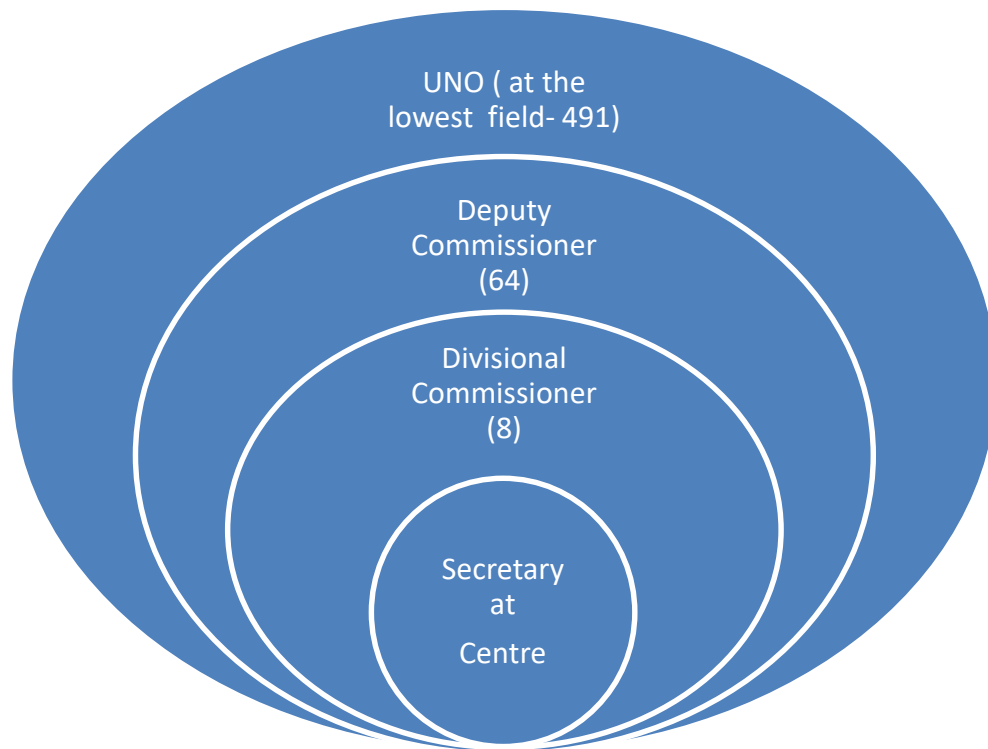 UNO ( at the
lowest  field- 491)
Deputy
Commissioner
(64)
Divisional
Commissioner
(8)
Secretary
at
Centre